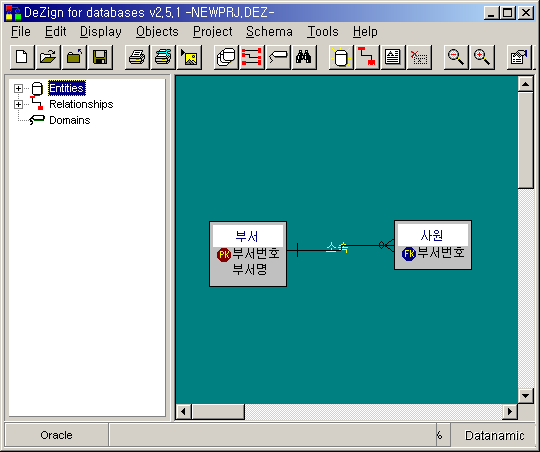 DeZign for databases v2.5.1 -NEWPRJ.DEZ-
File Edit Display Objects Project Schema Tools Help
Entities
Relationships
Domains
부서
PK 부서번호
부서명
소속
사원
FK 부서번호
Oracle % Datanamic